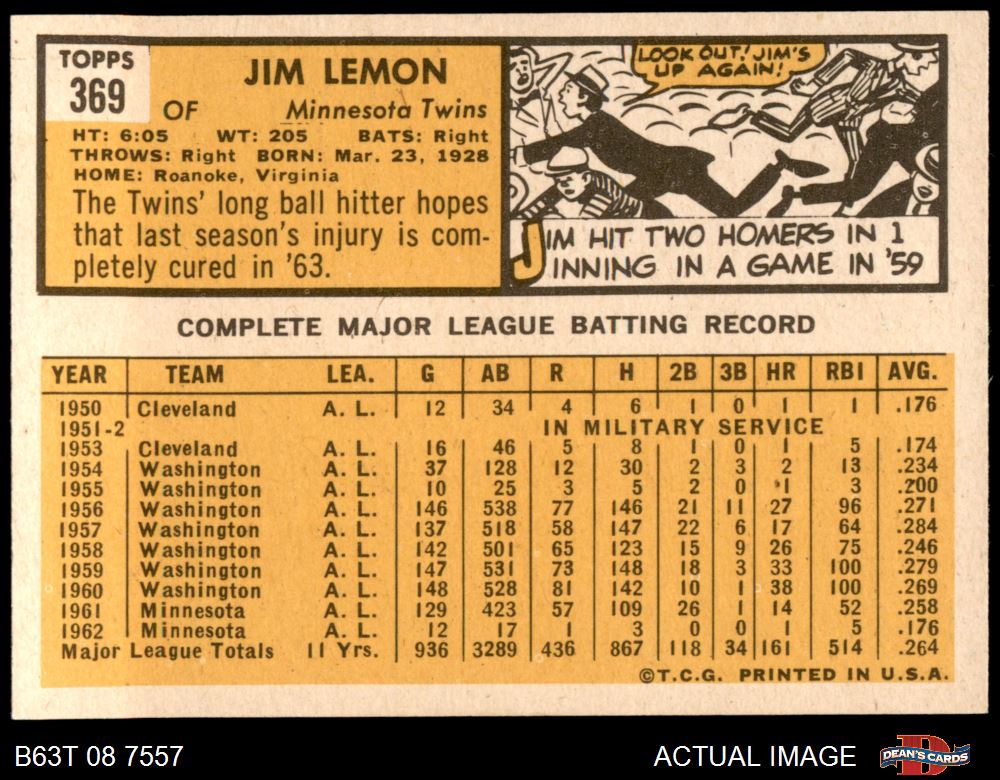 TOPPS
369
JIM LEMON
OF Minnesota Twins
HT: 6:05 WT: 205 BATS: Right
THROWS: Right BORN: Mar. 23, 1928
HOME: Roanoke, Virginia
The Twins' long ball hitter hopes
that last season's injury is com-
pletely cured in '63.
LOOK OUT! JIM'S
UP AGAIN!
JIM HIT TWO HOMERS IN 1
INNING IN A GAME IN '59
COMPLETE MAJOR LEAGUE BATTING RECORD
YEAR TEAM LEA. G AB R H 2B 3B HR RBI AVG.
1950 Cleveland A. L. 12 34 4 6 1 0 1 1 .176
1951-2 IN MILITARY SERVICE
1953 Cleveland A. L. 16 46 5 8 1 0 1 5 .174
1954 Washington A. L. 37 128 12 30 2 3 2 13 .234
1955 Washington A. L. 10 25 3 5 2 0 1 3 .200
1956 Washington A. L. 146 538 77 146 21 11 27 96 .271
1957 Washington A. L. 137 518 58 147 22 6 17 64 .284
1958 Washington A. L. 142 501 65 123 15 9 26 75 .246
1959 Washington A. L. 147 531 73 148 18 3 33 100 .279
1960 Washington A. L. 148 528 81 142 10 1 38 100 .269
1961 Minnesota A. L. 129 423 57 109 26 1 14 52 .258
1962 Minnesota A. L. 12 17 1 3 0 0 1 5 .176
Major League Totals 11 Yrs. 936 3289 436 867 118 34 161 514 .264
©T.C.G. PRINTED IN U.S.A.
B63T 08 7557
ACTUAL IMAGE
D
DEAN'S CARDS